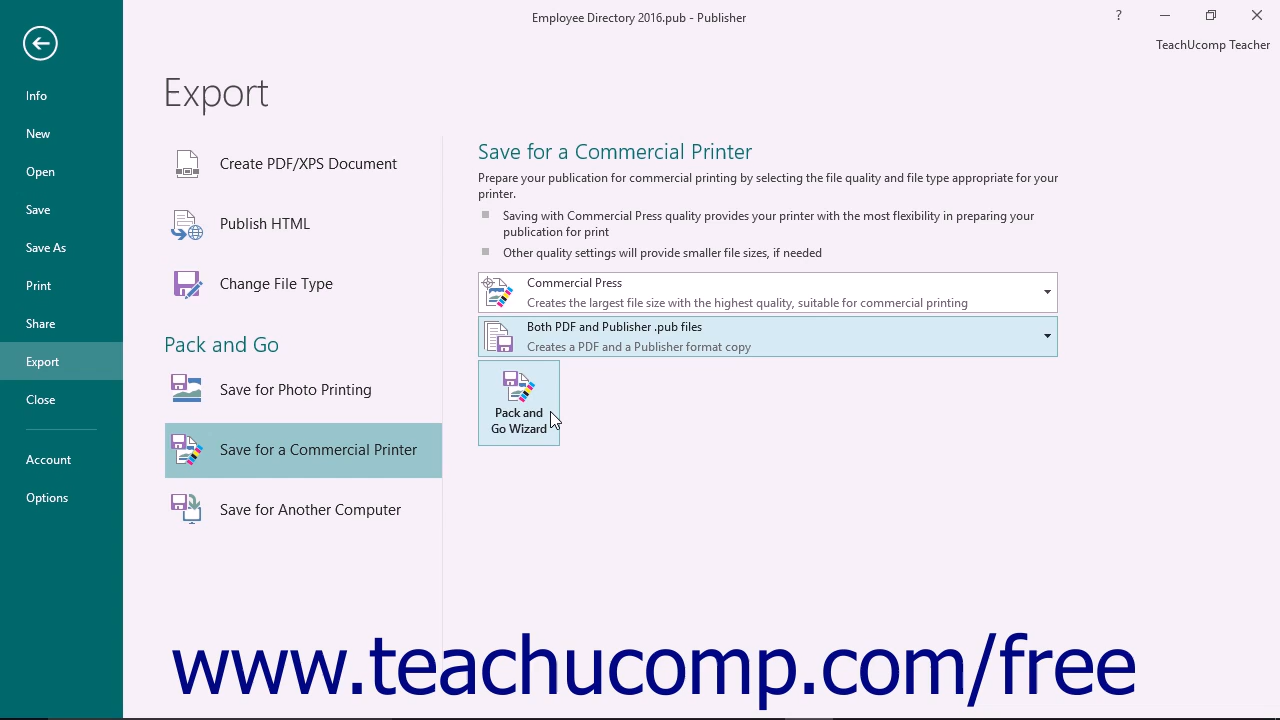 Employee Directory 2016.pub - Publisher
?
TeachUcomp Teacher
Info
New
Open
Save
Save As
Print
Share
Export
Close
Account
Options
Export
Create PDF/XPS Document
Publish HTML
Change File Type
Pack and Go
Save for Photo Printing
Save for a Commercial Printer
Save for Another Computer
Save for a Commercial Printer
Prepare your publication for commercial printing by selecting the file quality and file type appropriate for your
printer.
Saving with Commercial Press quality provides your printer with the most flexibility in preparing your
publication for print
Other quality settings will provide smaller file sizes, if needed
Commercial Press
Creates the largest file size with the highest quality, suitable for commercial printing
Both PDF and Publisher .pub files
Creates a PDF and a Publisher format copy
Pack and
Go Wizard
www.teachucomp.com/free